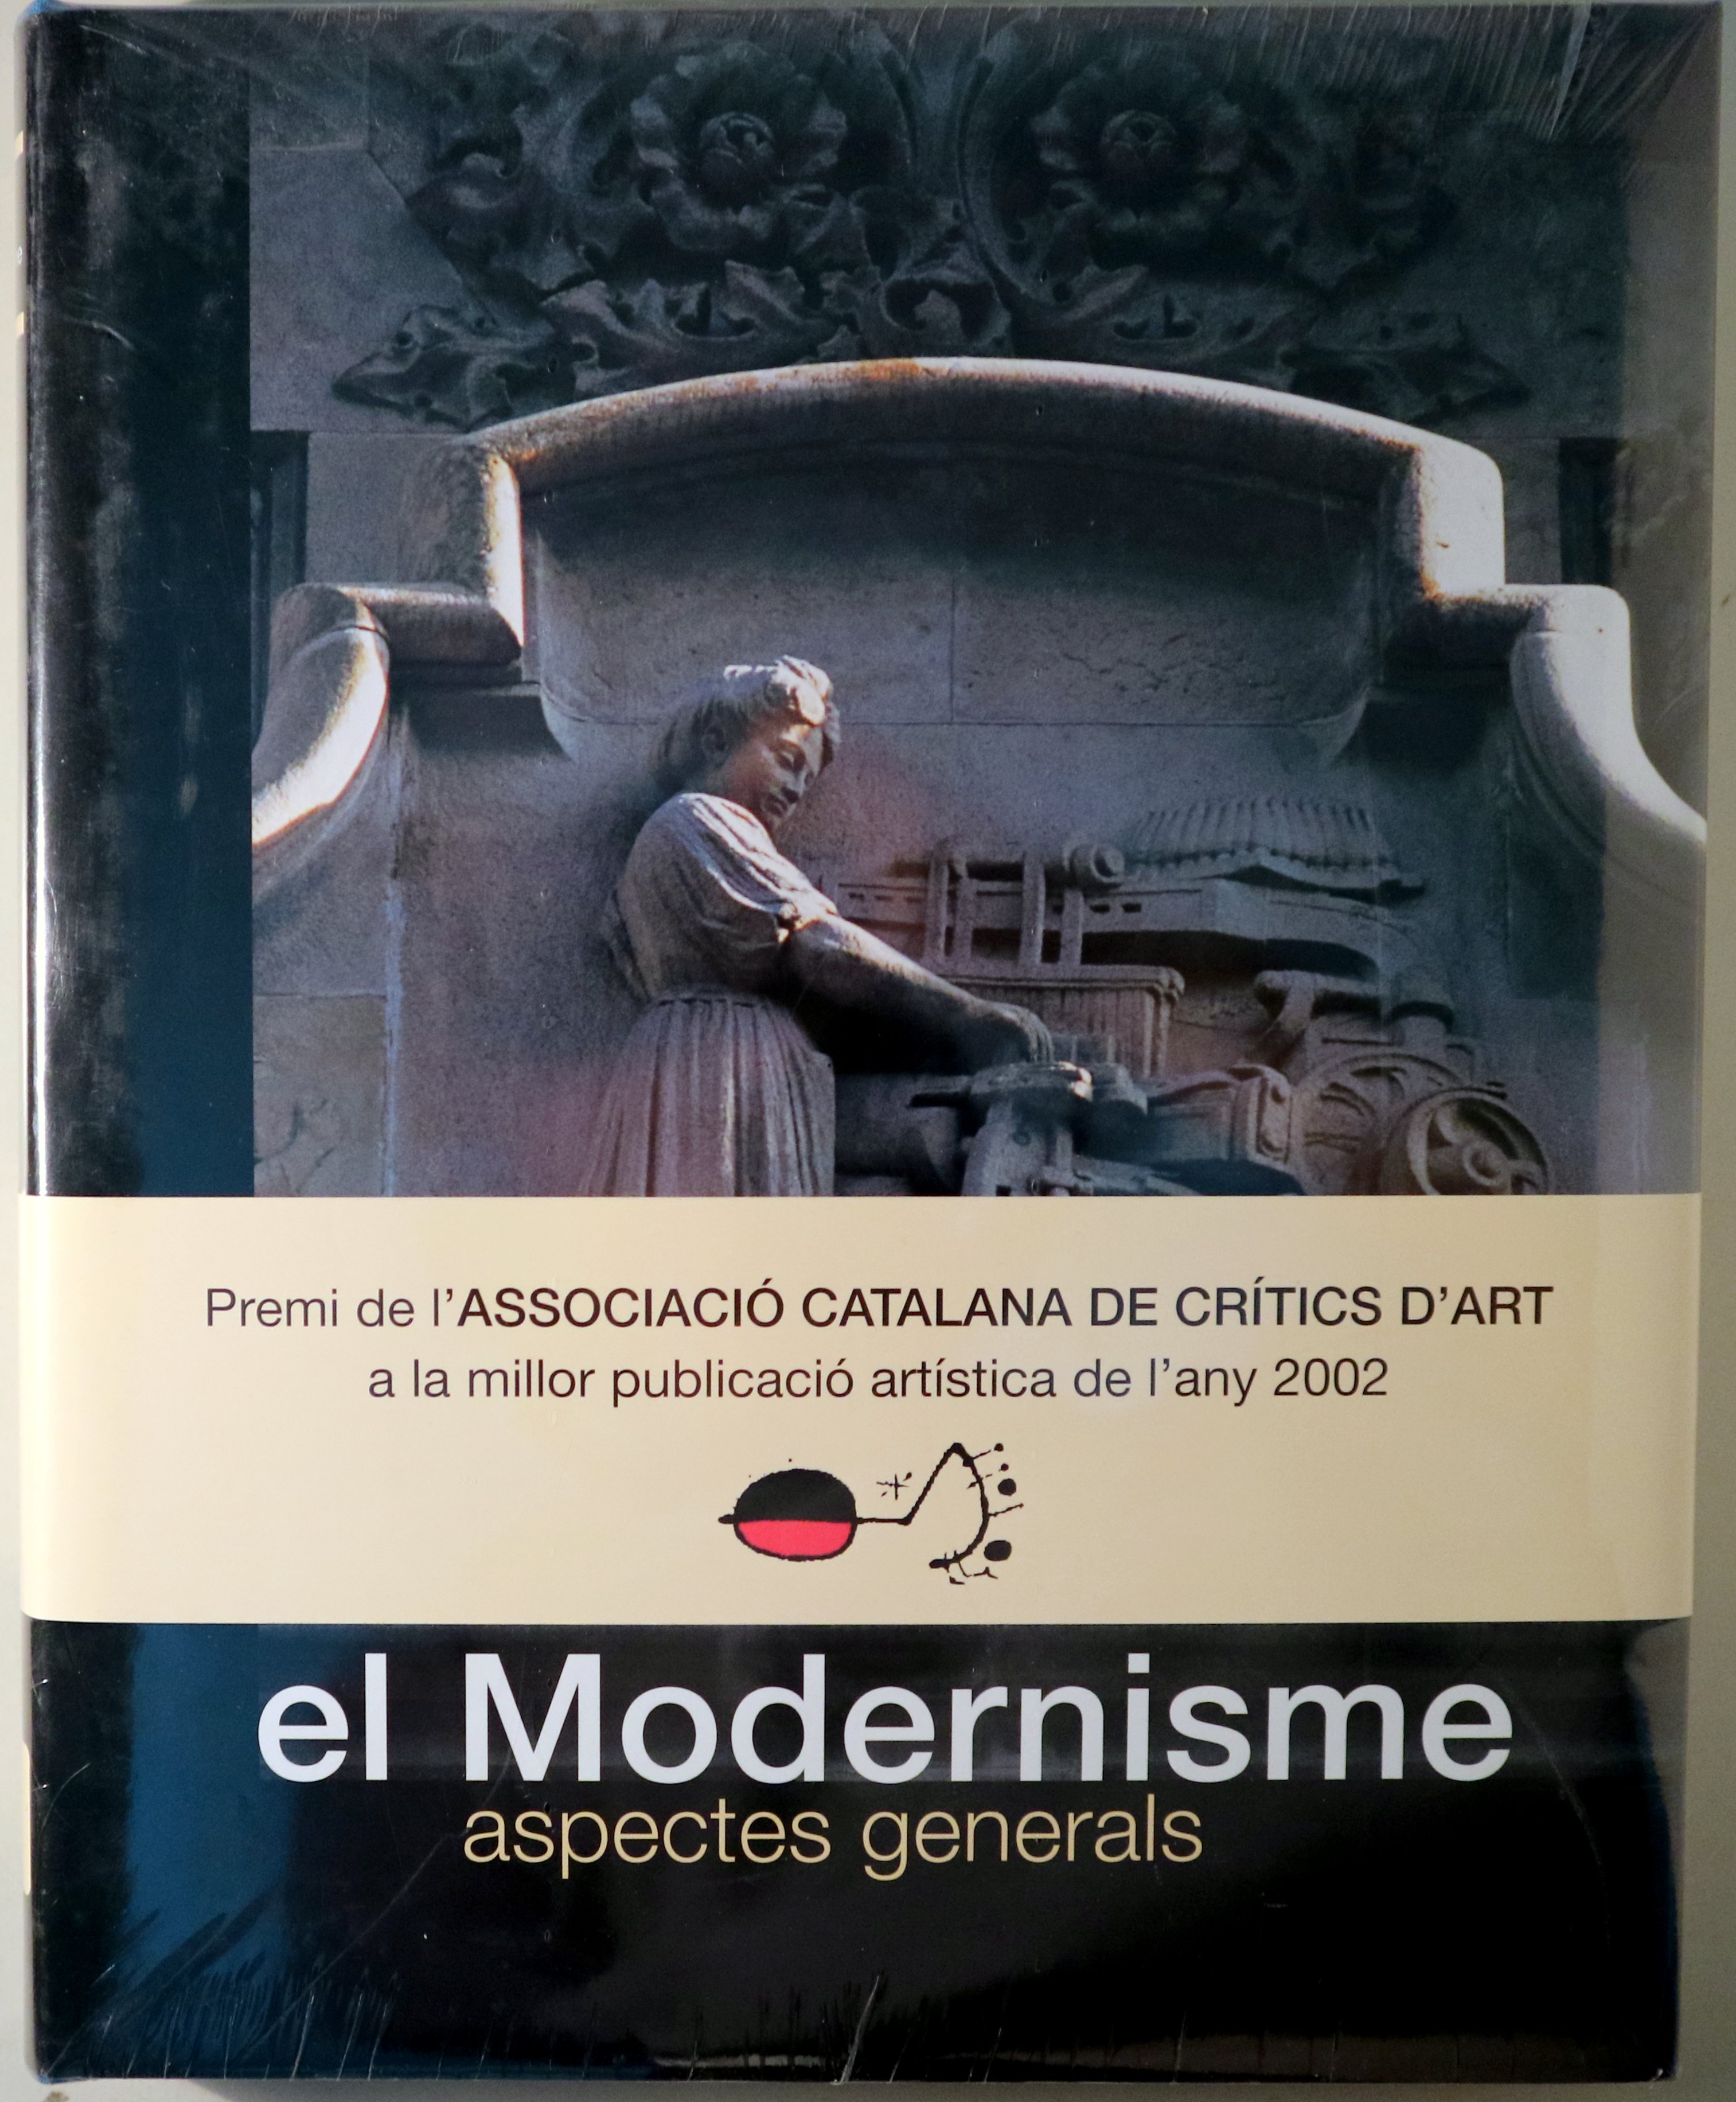 Premi de l’ASSOCIACIÓ CATALANA DE CRÍTICS D’ART
a la millor publicació artística de l’any 2002
el Modernisme
aspectes generals